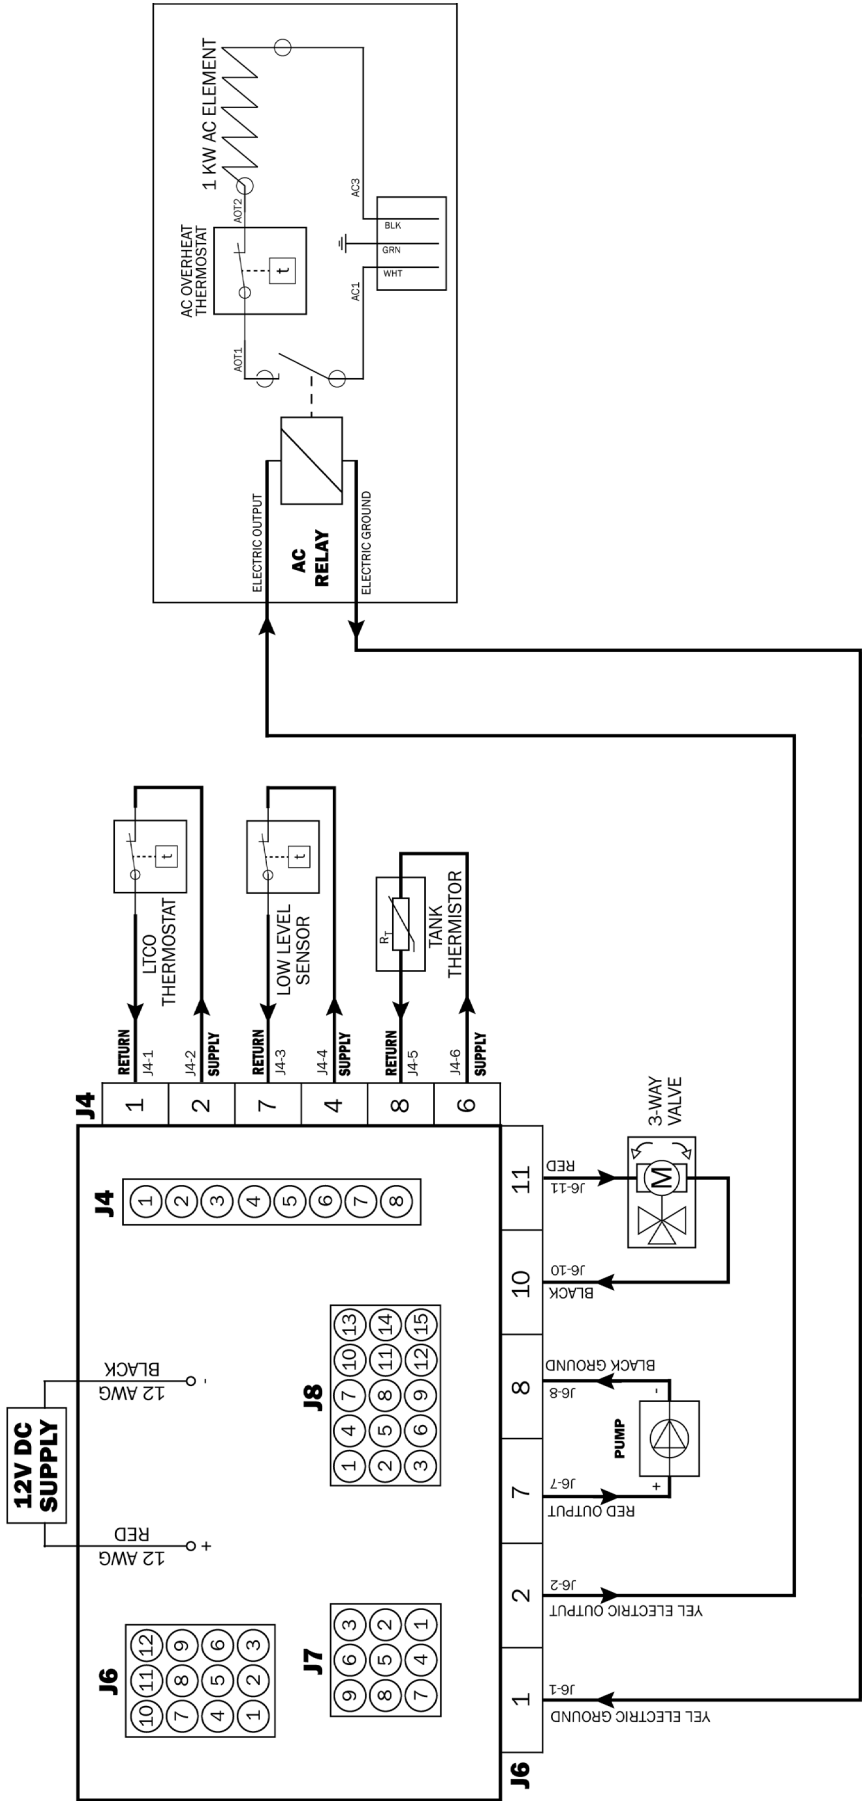 1 KW AC ELEMENT
AOT2
AC3
AC OVERHEAT
THERMOSTAT
t
BLK
GRN
WHT
AOT1
AC1
ELECTRIC OUTPUT
AC
RELAY
ELECTRIC GROUND
t
LTCO
THERMOSTAT
t
LOW LEVEL
SENSOR
RT
TANK
THERMISTOR
RETURN
J4-1
J4-2
SUPPLY
RETURN
J4-3
J4-4
SUPPLY
RETURN
J4-5
J4-6
SUPPLY
J4
1
2
7
4
8
6
J4
1
2
3
4
5
6
7
8
3-WAY
VALVE
M
11
RED
J6-11
10
J6-10
BLACK
8
BLACK GROUND
J6-8
-
PUMP
+
7
J6-7
RED OUTPUT
2
J6-2
YEL ELECTRIC OUTPUT
1
J6-1
YEL ELECTRIC GROUND
J6
12V DC
SUPPLY
BLACK
12 AWG
-
RED
12 AWG
+
J8
1 4 7 10 13
2 5 8 11 14
3 6 9 12 15
J6
10 11 12
7 8 9
4 5 6
1 2 3
J7
9 6 3
8 5 2
7 4 1